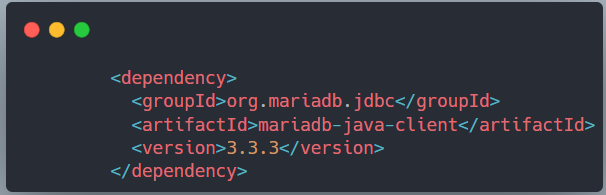 <dependency>
<groupId>org.mariadb.jdbc</groupId>
<artifactId>mariadb-java-client</artifactId>
<version>3.3.3</version>
</dependency>